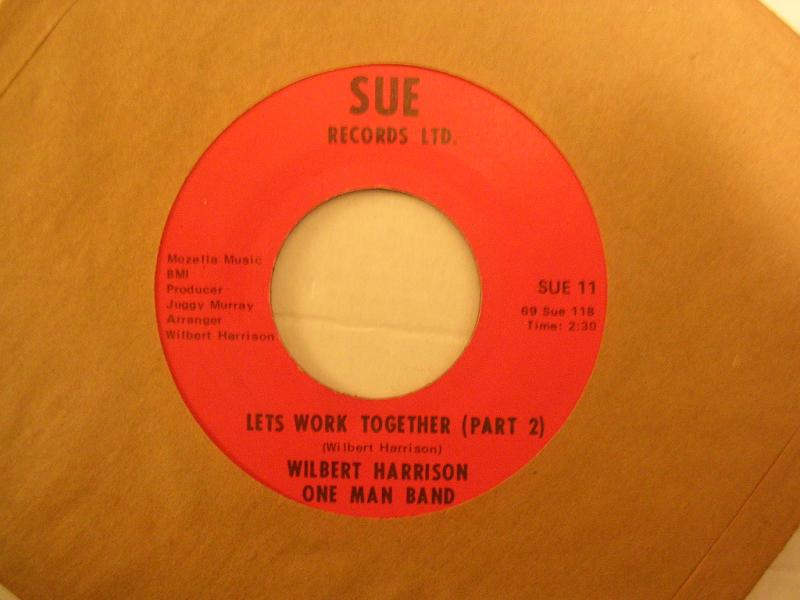 SUE
RECORDS LTD.
Mozella Music
BMI
Producer
Juggy Murray
Arranger
Wilbert Harrison
SUE 11
69 Sue 11B
Time: 2:30
LETS WORK TOGETHER (PART 2)
(Wilbert Harrison)
WILBERT HARRISON
ONE MAN BAND